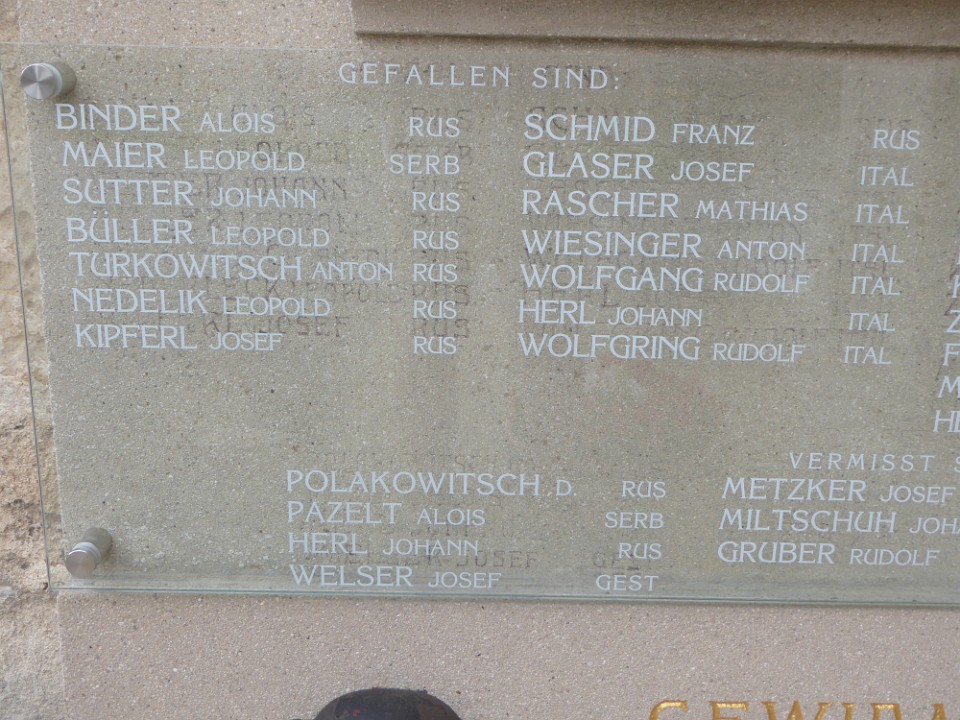 GEFALLEN SIND:
BINDER ALOIS RUS
MAIER LEOPOLD SERB
SUTTER JOHANN RUS
BÜLLER LEOPOLD RUS
TURKOWITSCH ANTON RUS
NEDELIK LEOPOLD RUS
KIPFERL JOSEF RUS
SCHMID FRANZ RUS
GLASER JOSEF ITAL
RASCHER MATHIAS ITAL
WIESINGER ANTON ITAL
WOLFGANG RUDOLF ITAL
HERL JOHANN ITAL
WOLFGRING RUDOLF ITAL
POLAKOWITSCH D. RUS
PAZELT ALOIS SERB
HERL JOHANN RUS
WELSER JOSEF GEST
VERMISST S
METZKER JOSEF
MILTSCHUH JOHA
GRUBER RUDOLF
GEWIDM